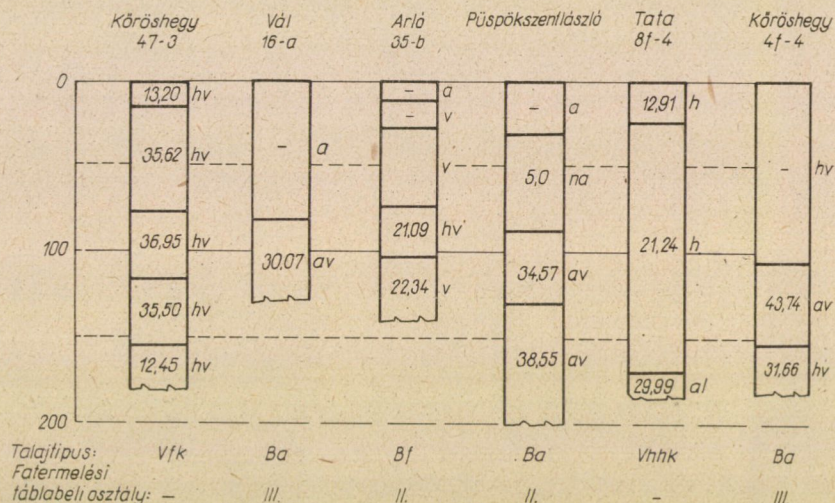 Kőröshegy Vál Arló Püspökszentlászló Tata Kőröshegy
47-3 16-a 35-b 8f-4 4f-4
0
13,20 hv - a - a 12,91 h
- v
35,62 hv - a v 5,0 na - hv
36,95 hv 21,09 hv 21,24 h
100
30,07 av 22,34 v 34,57 av 43,74 av
35,50 hv
12,45 hv 38,55 av 31,66 hv
29,99 al
200
Talajtípus: Vfk Ba Bf Ba Vhhk Ba
Fatermelési
táblabeli osztály: - III. II. II. - III.